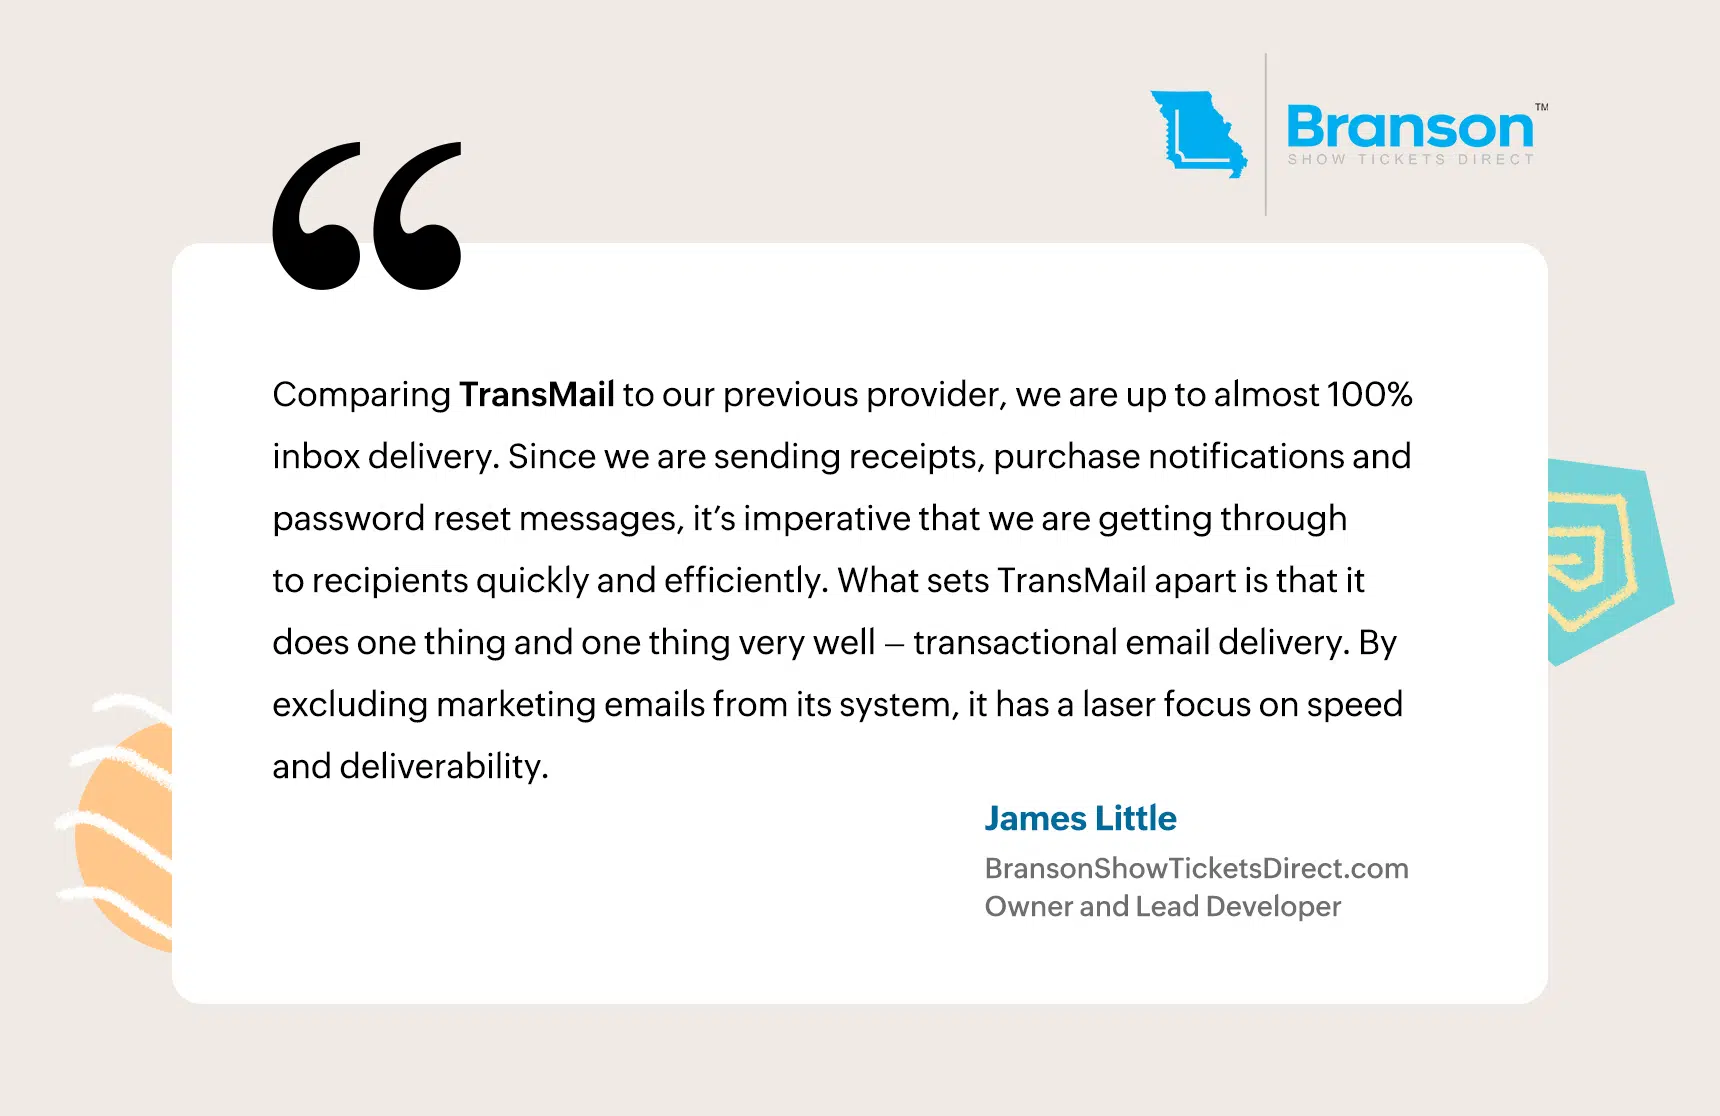 Branson™
SHOW TICKETS DIRECT
“
Comparing TransMail to our previous provider, we are up to almost 100%
inbox delivery. Since we are sending receipts, purchase notifications and
password reset messages, it’s imperative that we are getting through
to recipients quickly and efficiently. What sets TransMail apart is that it
does one thing and one thing very well – transactional email delivery. By
excluding marketing emails from its system, it has a laser focus on speed
and deliverability.
James Little
BransonShowTicketsDirect.com
Owner and Lead Developer